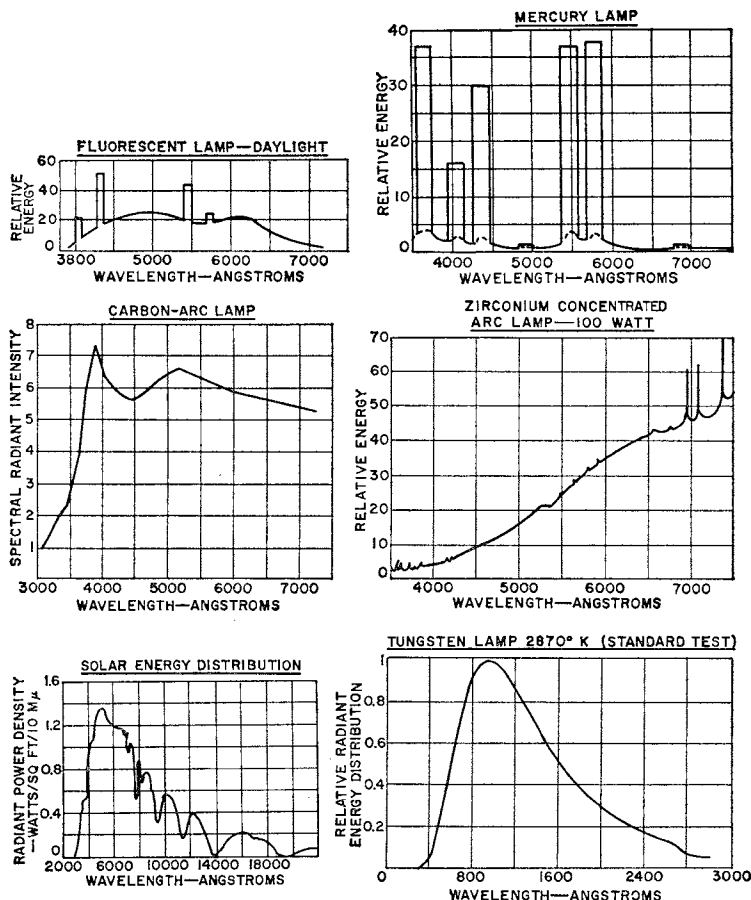 MERCURY LAMP
RELATIVE ENERGY
40
30
20
10
0
4000 5000 6000 7000
WAVELENGTH—ANGSTROMS
FLUORESCENT LAMP—DAYLIGHT
RELATIVE
ENERGY
60
40
20
0
3800 5000 6000 7000
WAVELENGTH—ANGSTROMS
CARBON-ARC LAMP
SPECTRAL RADIANT INTENSITY
8
7
6
5
4
3
2
1
3000 4000 5000 6000 7000
WAVELENGTH—ANGSTROMS
ZIRCONIUM CONCENTRATED
ARC LAMP—100 WATT
RELATIVE ENERGY
70
60
50
40
30
20
10
0
4000 5000 6000 7000
WAVELENGTH—ANGSTROMS
SOLAR ENERGY DISTRIBUTION
RADIANT POWER DENSITY
—WATTS/SQ FT/10 Mμ
1.6
1.2
0.8
0.4
0
2000 6000 10000 14000 18000
WAVELENGTH—ANGSTROMS
TUNGSTEN LAMP 2870° K (STANDARD TEST)
RELATIVE RADIANT
ENERGY DISTRIBUTION
1
0.8
0.6
0.4
0.2
0 800 1600 2400 3000
WAVELENGTH—ANGSTROMS